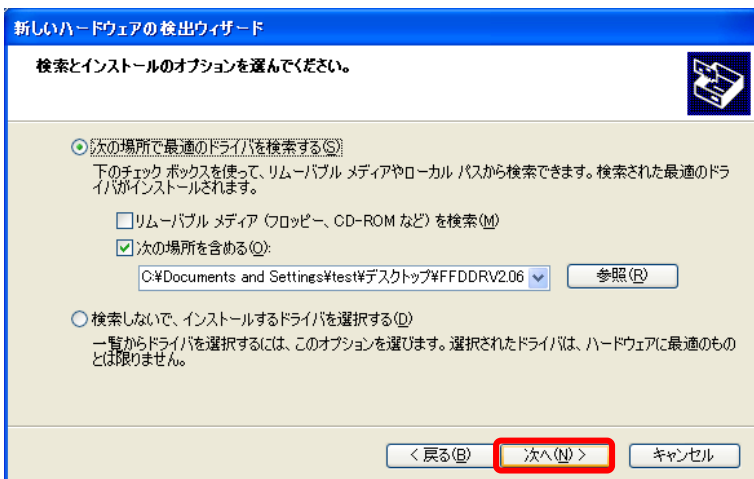 新しいハードウェアの検出ウィザード
検索とインストールのオプションを選んでください。
次の場所で最適のドライバを検索する(S)
下のチェック ボックスを使って、リムーバブル メディアやローカル パスから検索できます。検索された最適のドラ
イバがインストールされます。
リムーバブル メディア (フロッピー、CD-ROM など) を検索(M)
次の場所を含める(O):
C:¥Documents and Settings¥test¥デスクトップ¥FFDDRV2.06
参照(R)
検索しないで、インストールするドライバを選択する(D)
一覧からドライバを選択するには、このオプションを選びます。選択されたドライバは、ハードウェアに最適のもの
とは限りません。
< 戻る(B) 次へ(N) > キャンセル